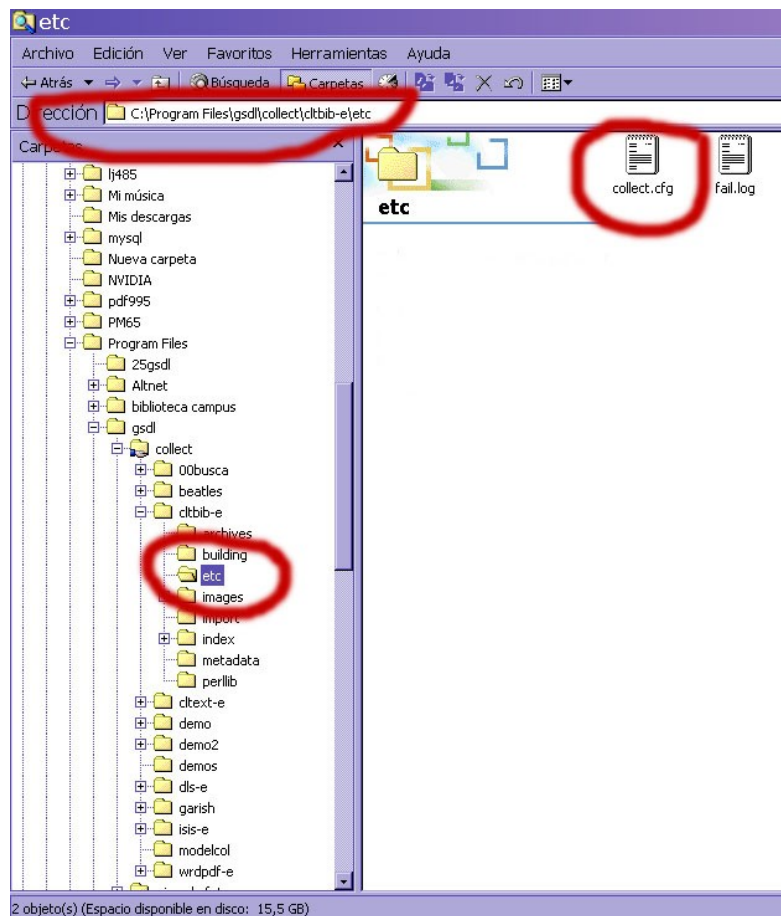 etc
Archivo Edición Ver Favoritos Herramientas Ayuda
Atrás Búsqueda Carpetas
Dirección C:\Program Files\gsdl\collect\cltbib-e\etc
Carpetas
lj485
Mi música
Mis descargas
mysql
Nueva carpeta
NVIDIA
pdf995
PM65
Program Files
25gsdl
Altnet
biblioteca campus
gsdl
collect
00busca
beatles
cltbib-e
archives
building
etc
images
import
index
metadata
perllib
cltext-e
demo
demo2
demos
dls-e
garish
isis-e
modelcol
wrdpdf-e
etc
collect.cfg
fail.log
2 objeto(s) (Espacio disponible en disco: 15,5 GB)